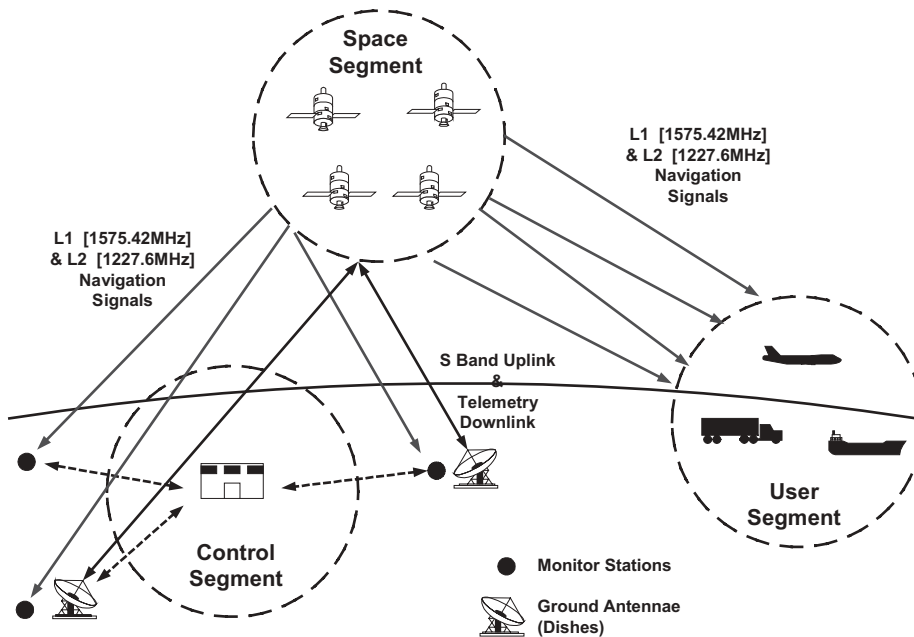 Space
Segment
L1 [1575.42MHz]
& L2 [1227.6MHz]
Navigation
Signals
L1 [1575.42MHz]
& L2 [1227.6MHz]
Navigation
Signals
S Band Uplink
&
Telemetry
Downlink
User
Segment
Control
Segment
Monitor Stations
Ground Antennae
(Dishes)